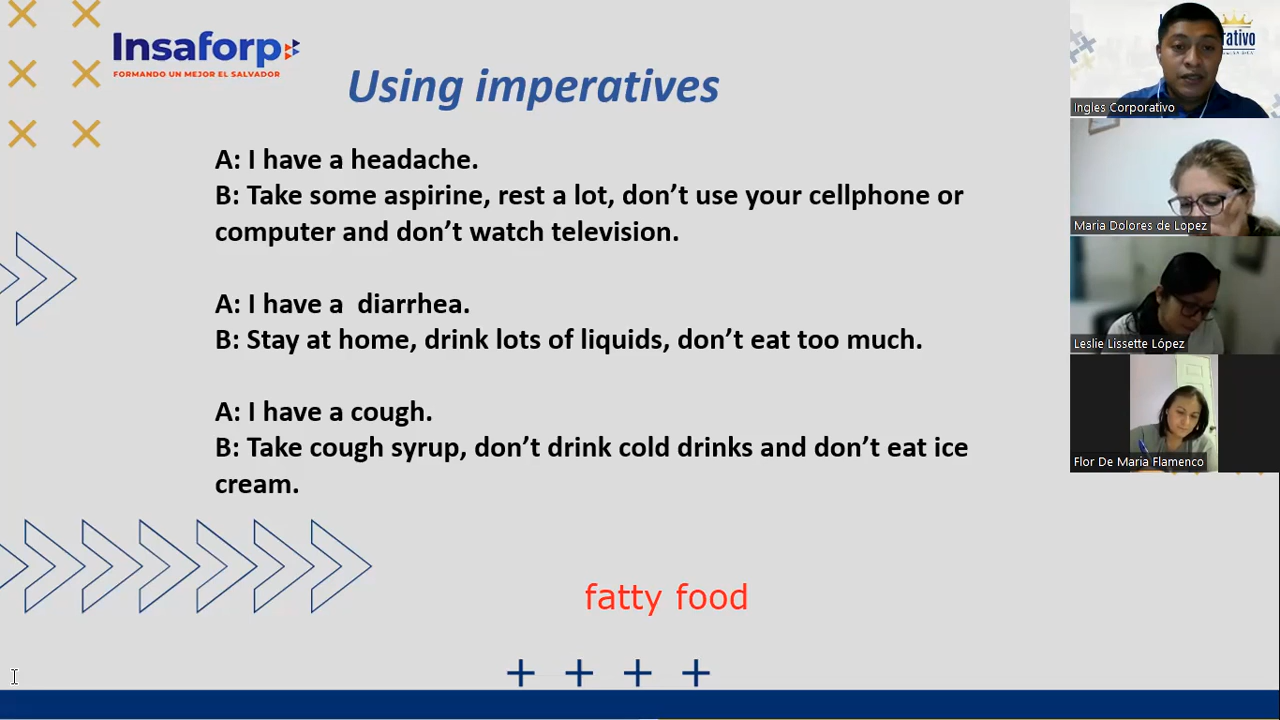 Insaforp
FORMANDO UN MEJOR EL SALVADOR
Using imperatives
A: I have a headache.
B: Take some aspirine, rest a lot, don’t use your cellphone or
computer and don’t watch television.
A: I have a  diarrhea.
B: Stay at home, drink lots of liquids, don’t eat too much.
A: I have a cough.
B: Take cough syrup, don’t drink cold drinks and don’t eat ice
cream.
fatty food
Ingles Corporativo
Maria Dolores de Lopez
Leslie Lissette López
Flor De Maria Flamenco